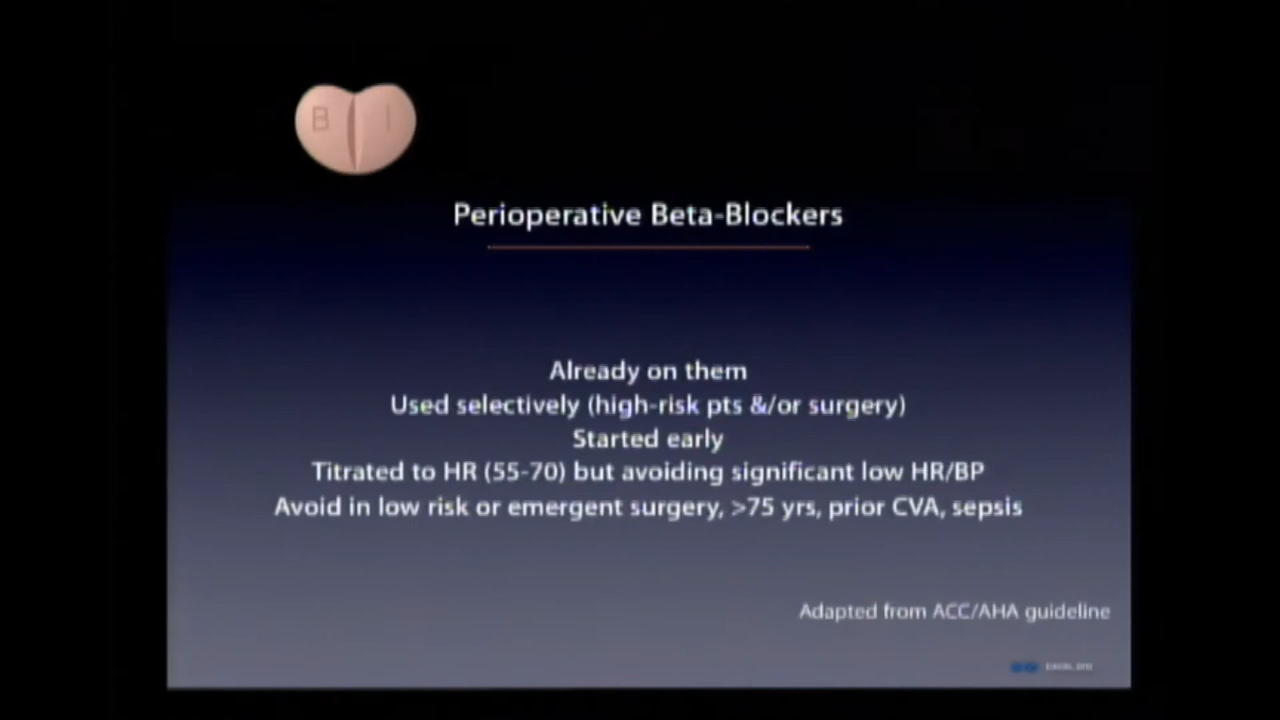 B I
Perioperative Beta-Blockers
Already on them
Used selectively (high-risk pts &/or surgery)
Started early
Titrated to HR (55-70) but avoiding significant low HR/BP
Avoid in low risk or emergent surgery, >75 yrs, prior CVA, sepsis
Adapted from ACC/AHA guideline